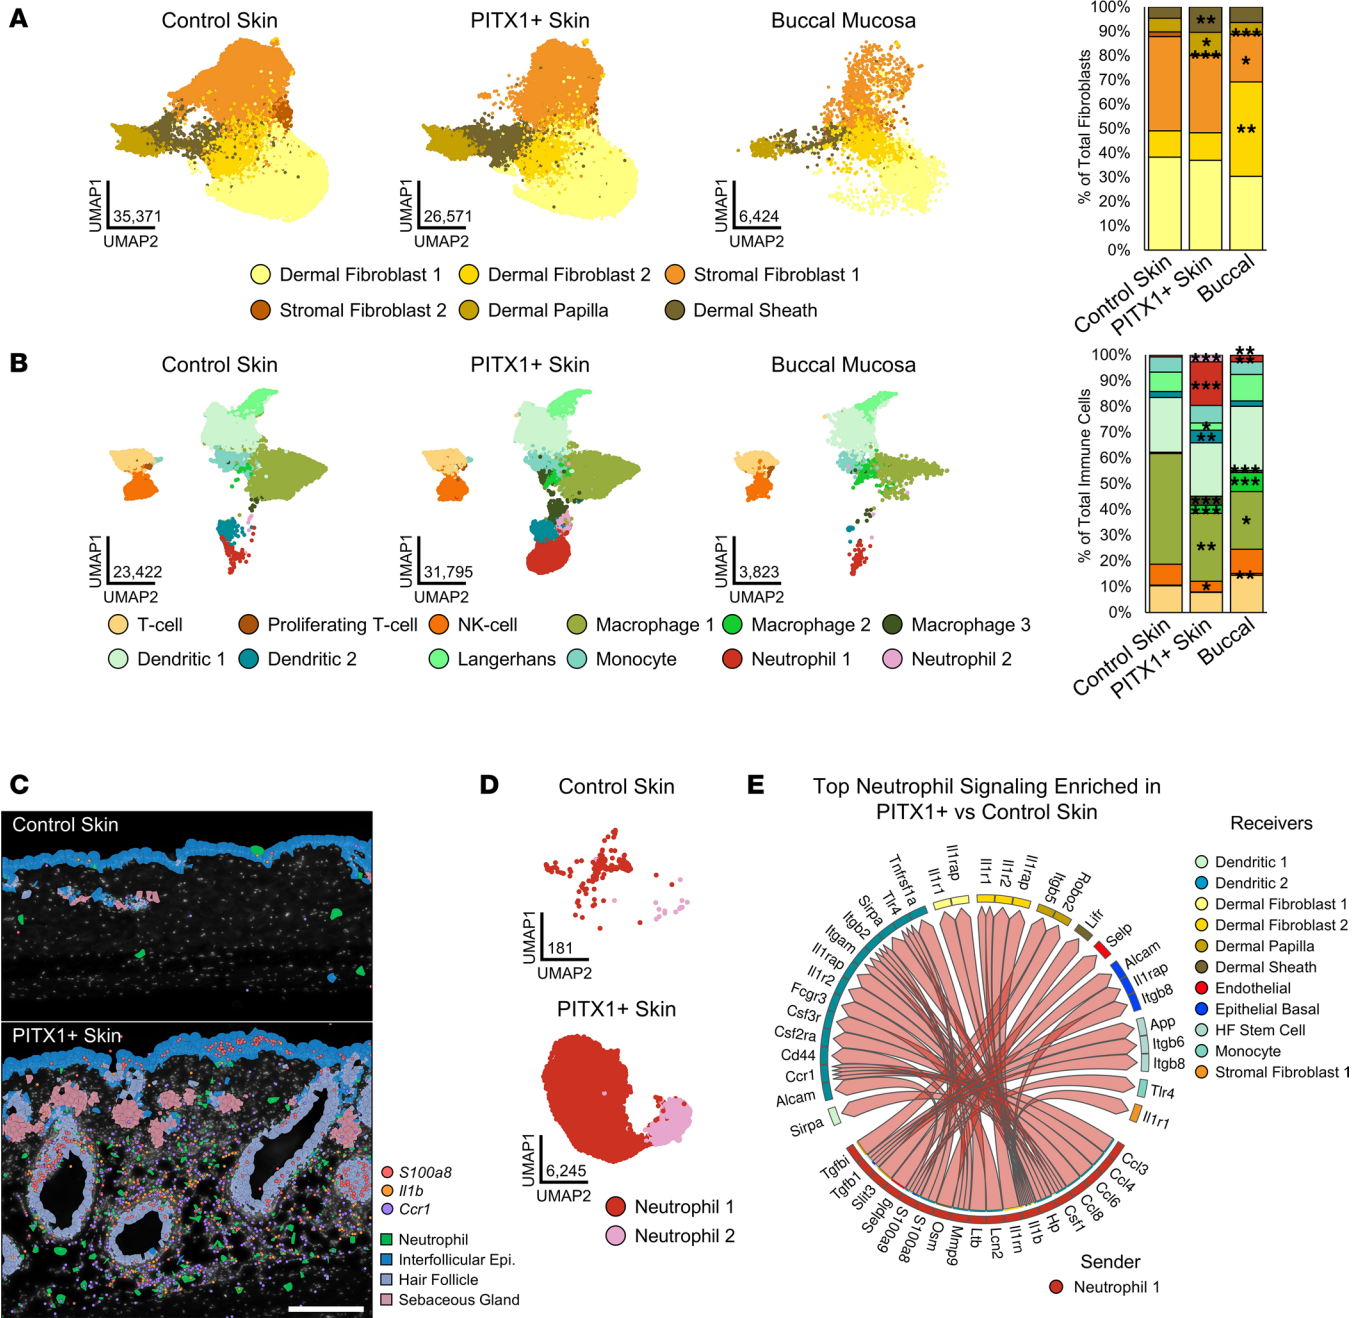 A
Control Skin
PITX1+ Skin
Buccal Mucosa
UMAP1
35,371
UMAP2
UMAP1
26,571
UMAP2
UMAP1
6,424
UMAP2
Dermal Fibroblast 1
Dermal Fibroblast 2
Stromal Fibroblast 1
Stromal Fibroblast 2
Dermal Papilla
Dermal Sheath
% of Total Fibroblasts
100%
90%
80%
70%
60%
50%
40%
30%
20%
10%
0%
**
*
***
***
*
**
Control Skin
PITX1+ Skin
Buccal
B
Control Skin
PITX1+ Skin
Buccal Mucosa
UMAP1
23,422
UMAP2
UMAP1
31,795
UMAP2
UMAP1
3,823
UMAP2
T-cell
Proliferating T-cell
NK-cell
Macrophage 1
Macrophage 2
Macrophage 3
Dendritic 1
Dendritic 2
Langerhans
Monocyte
Neutrophil 1
Neutrophil 2
% of Total Immune Cells
100%
90%
80%
70%
60%
50%
40%
30%
20%
10%
0%
***
***
*
**
***
***
**
*
**
**
***
***
*
**
Control Skin
PITX1+ Skin
Buccal
C
Control Skin
PITX1+ Skin
S100a8
Il1b
Ccr1
Neutrophil
Interfollicular Epi.
Hair Follicle
Sebaceous Gland
D
Control Skin
UMAP1
181
UMAP2
PITX1+ Skin
UMAP1
6,245
UMAP2
Neutrophil 1
Neutrophil 2
E
Top Neutrophil Signaling Enriched in
PITX1+ vs Control Skin
Sirpa
Alcam
Ccr1
Cd44
Csf2ra
Csf3r
Fcgr3
Il1r2
Il1rap
Itgam
Itgb2
Sirpa
Tlr4
Tnfrsf1a
Il1r1
Il1rap
Il1r1
Il1r2
Il1rap
Itgb5
Robo2
Lifr
Selp
Alcam
Il1rap
Itgb8
App
Itgb6
Itgb8
Tlr4
Il1r1
Ccl3
Ccl4
Ccl6
Ccl8
Csf1
Hp
Il1b
Il1rn
Lcn2
Ltb
Mmp9
Osm
S100a8
S100a9
Selplg
Slit3
Tgfb1
Tgfbi
Receivers
Dendritic 1
Dendritic 2
Dermal Fibroblast 1
Dermal Fibroblast 2
Dermal Papilla
Dermal Sheath
Endothelial
Epithelial Basal
HF Stem Cell
Monocyte
Stromal Fibroblast 1
Sender
Neutrophil 1